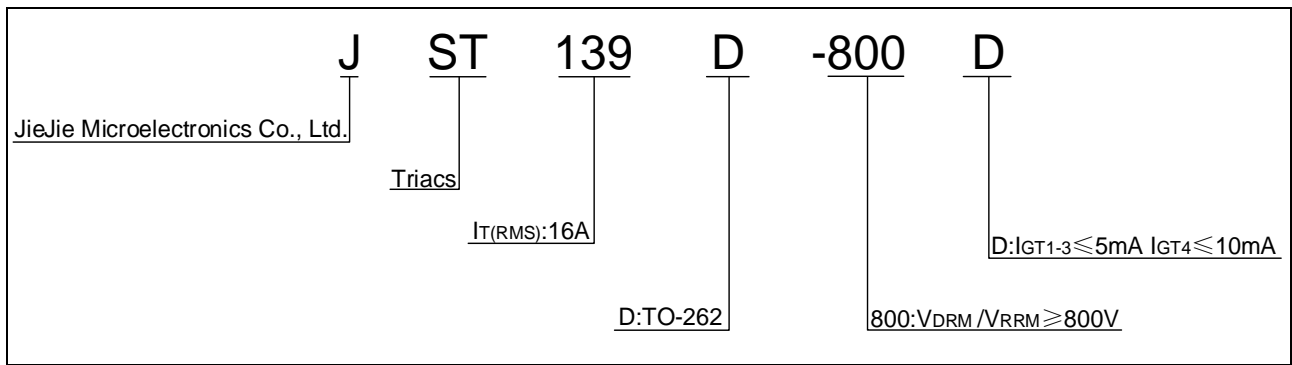 J ST 139 D -800 D
JieJie Microelectronics Co., Ltd.
Triacs
IT(RMS):16A
D:IGT1-3≤5mA IGT4≤10mA
D:TO-262
800:VDRM /VRRM≥800V